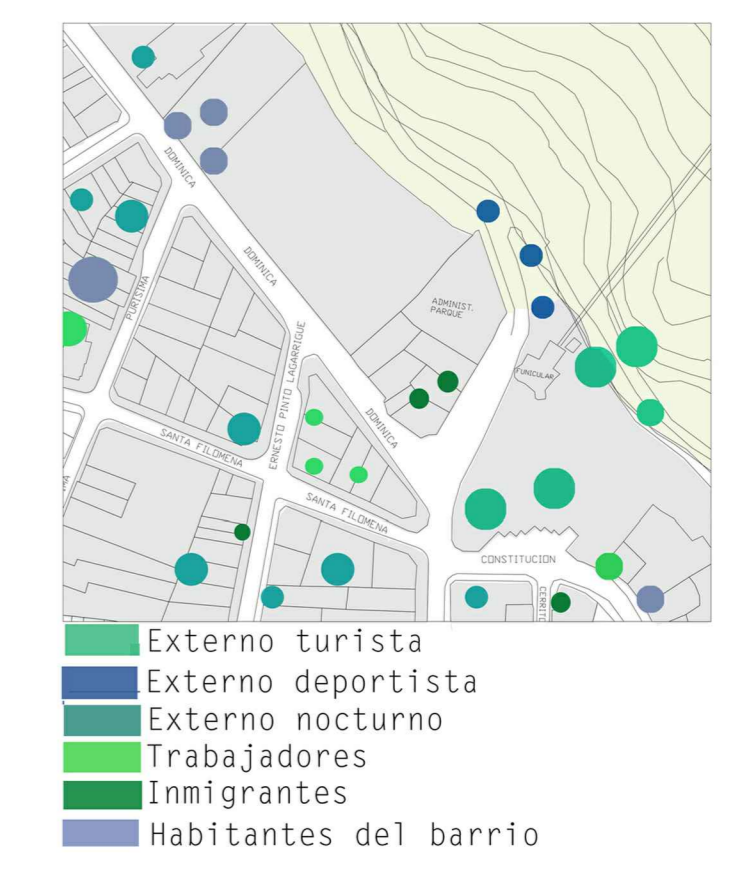 DOMINICA
DOMINICA
PURISIMA
ERNESTO PINTO LAGARRIGUE
ADMINIST.
PARQUE
FUNICULAR
DOMINICA
SANTA FILOMENA
SANTA FILOMENA
CONSTITUCION
CERRITO
Externo turista
Externo deportista
Externo nocturno
Trabajadores
Inmigrantes
Habitantes del barrio